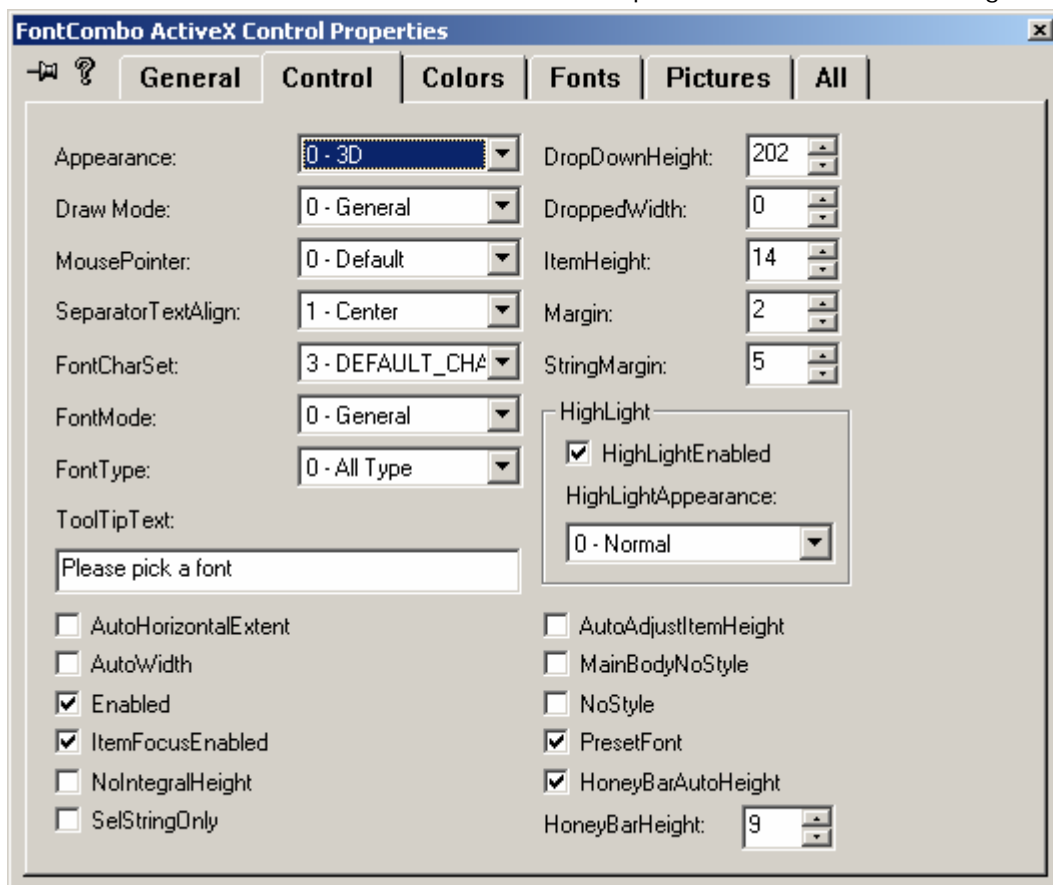 FontCombo ActiveX Control Properties
General Control Colors Fonts Pictures All
Appearance: 0 - 3D
Draw Mode: 0 - General
MousePointer: 0 - Default
SeparatorTextAlign: 1 - Center
FontCharSet: 3 - DEFAULT_CHA
FontMode: 0 - General
FontType: 0 - All Type
ToolTipText:
Please pick a font
AutoHorizontalExtent
AutoWidth
Enabled
ItemFocusEnabled
NoIntegralHeight
SelStringOnly
DropDownHeight: 202
DroppedWidth: 0
ItemHeight: 14
Margin: 2
StringMargin: 5
HighLight
HighLightEnabled
HighLightAppearance:
0 - Normal
AutoAdjustItemHeight
MainBodyNoStyle
NoStyle
PresetFont
HoneyBarAutoHeight
HoneyBarHeight: 9